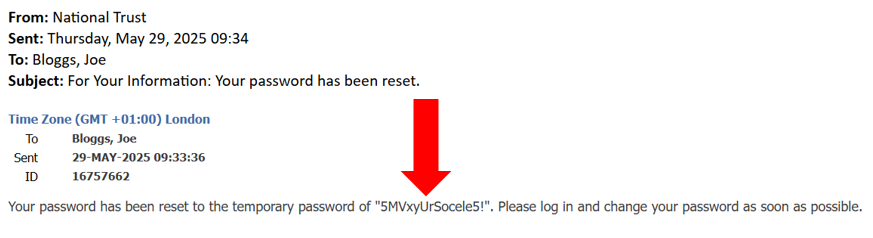 From: National Trust
Sent: Thursday, May 29, 2025 09:34
To: Bloggs, Joe
Subject: For Your Information: Your password has been reset.
Time Zone (GMT +01:00) London
To Bloggs, Joe
Sent 29-MAY-2025 09:33:36
ID 16757662
Your password has been reset to the temporary password of "5MVxyUrSocele5!". Please log in and change your password as soon as possible.